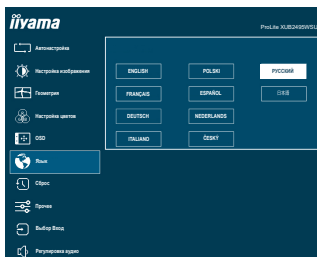 iiyama
ProLite XUB2495WSU
Автонастройка
Настройка изображения
Геометрия
Настройка цветов
OSD
Язык
Сброс
Прочее
Выбор Вход
Регулировка аудио
ENGLISH
POLSKI
РУССКИЙ
FRANÇAIS
ESPAÑOL
日本語
DEUTSCH
NEDERLANDS
ITALIANO
ČESKÝ